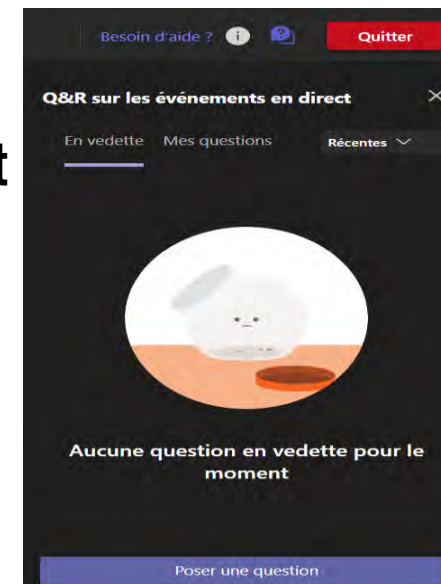 Besoin d'aide ? Quitter
Q&R sur les événements en direct
En vedette Mes questions Récentes
t
Aucune question en vedette pour le
moment
Poser une question